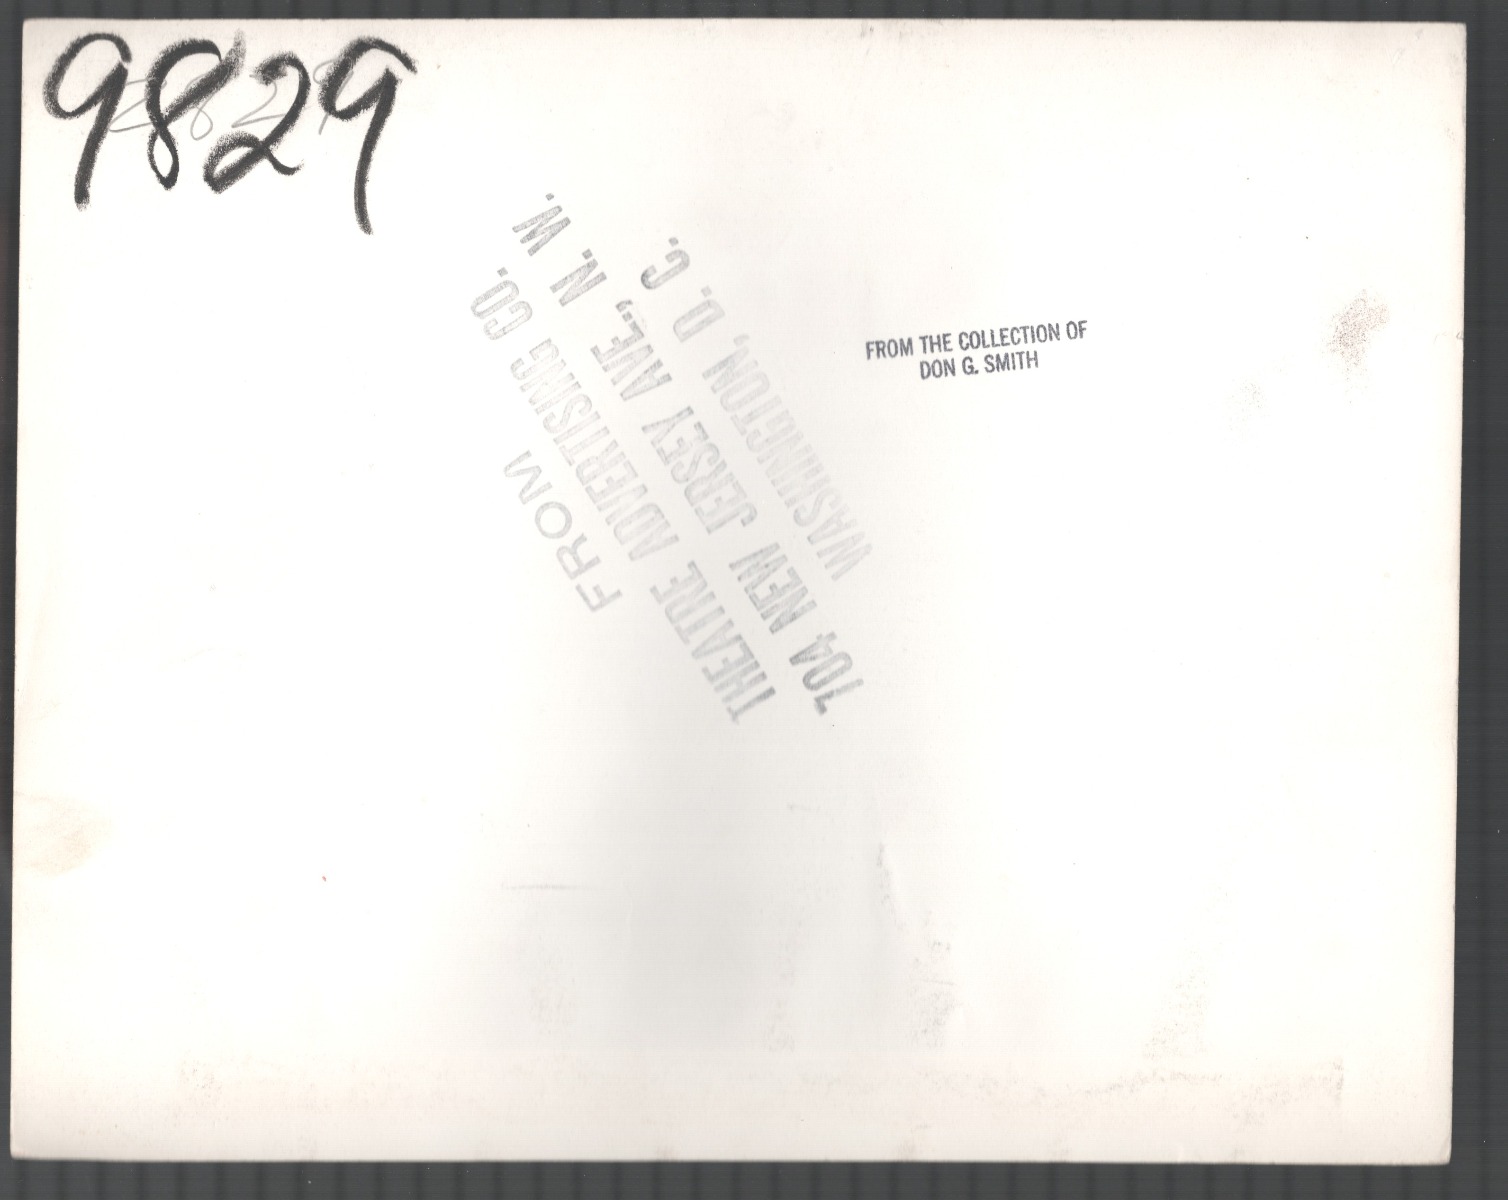 9829
FROM
THEATRE ADVERTISING CO.
704 NEW JERSEY AVE., N. W.
WASHINGTON, D. C.
FROM THE COLLECTION OF
DON G. SMITH